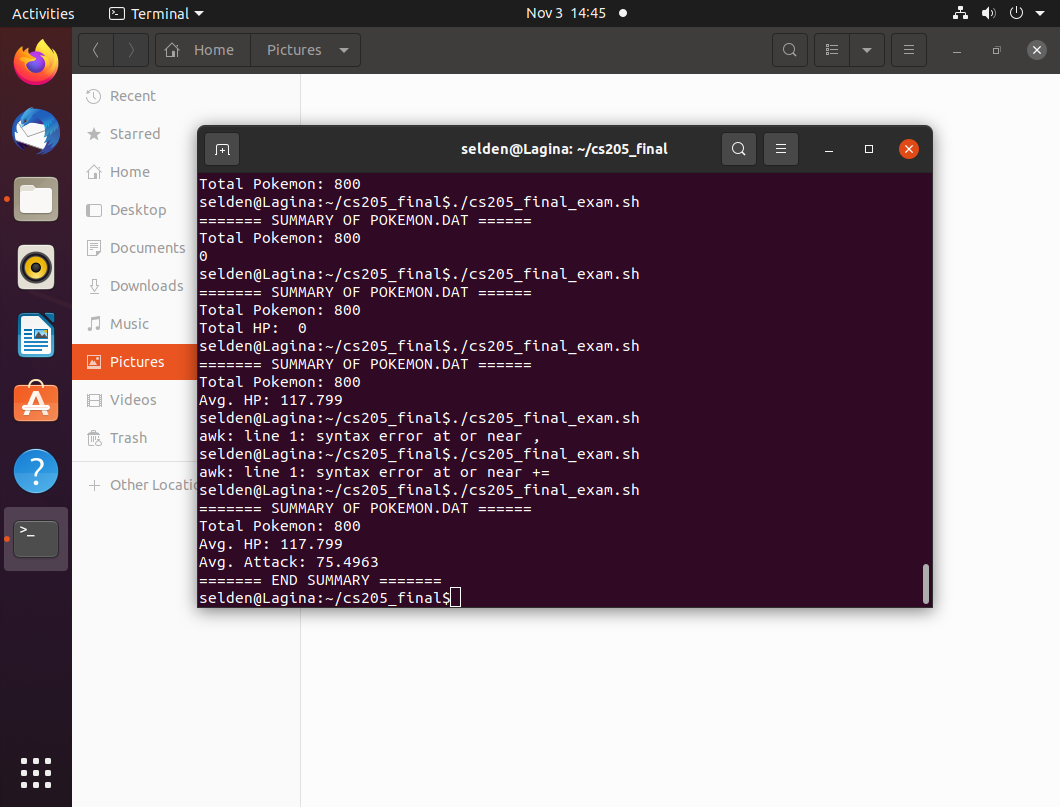 Activities
Terminal
Nov 3 14:45
Home
Pictures
Recent
Starred
Home
Desktop
Documents
Downloads
Music
Pictures
Videos
Trash
Other Locatio
selden@Lagina: ~/cs205_final
Total Pokemon: 800
selden@Lagina:~/cs205_final$./cs205_final_exam.sh
======= SUMMARY OF POKEMON.DAT ======
Total Pokemon: 800
0
selden@Lagina:~/cs205_final$./cs205_final_exam.sh
======= SUMMARY OF POKEMON.DAT ======
Total Pokemon: 800
Total HP:  0
selden@Lagina:~/cs205_final$./cs205_final_exam.sh
======= SUMMARY OF POKEMON.DAT ======
Total Pokemon: 800
Avg. HP: 117.799
selden@Lagina:~/cs205_final$./cs205_final_exam.sh
awk: line 1: syntax error at or near ,
selden@Lagina:~/cs205_final$./cs205_final_exam.sh
awk: line 1: syntax error at or near +=
selden@Lagina:~/cs205_final$./cs205_final_exam.sh
======= SUMMARY OF POKEMON.DAT ======
Total Pokemon: 800
Avg. HP: 117.799
Avg. Attack: 75.4963
======= END SUMMARY =======
selden@Lagina:~/cs205_final$